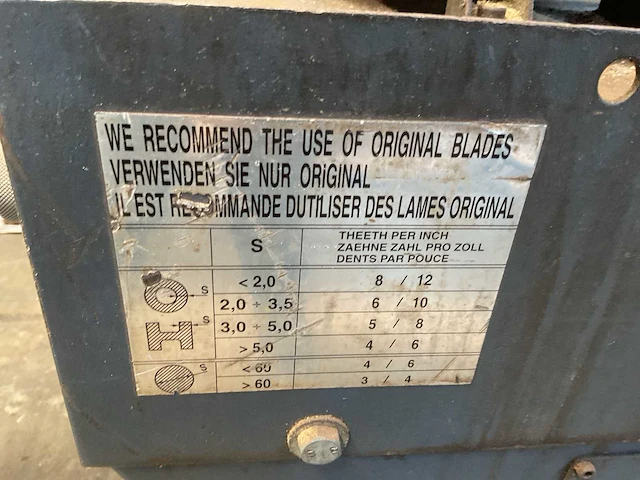 WE RECOMMEND THE USE OF ORIGINAL BLADES
VERWENDEN SIE NUR ORIGINAL
IL EST RECOMMANDE DUTILISER DES LAMES ORIGINAL
S
THEETH PER INCH
ZAEHNE ZAHL PRO ZOLL
DENTS PAR POUCE
S < 2,0 8 / 12
2,0 ÷ 3,5 6 / 10
S 3,0 ÷ 5,0 5 / 8
> 5,0 4 / 6
S < 60 4 / 6
> 60 3 / 4